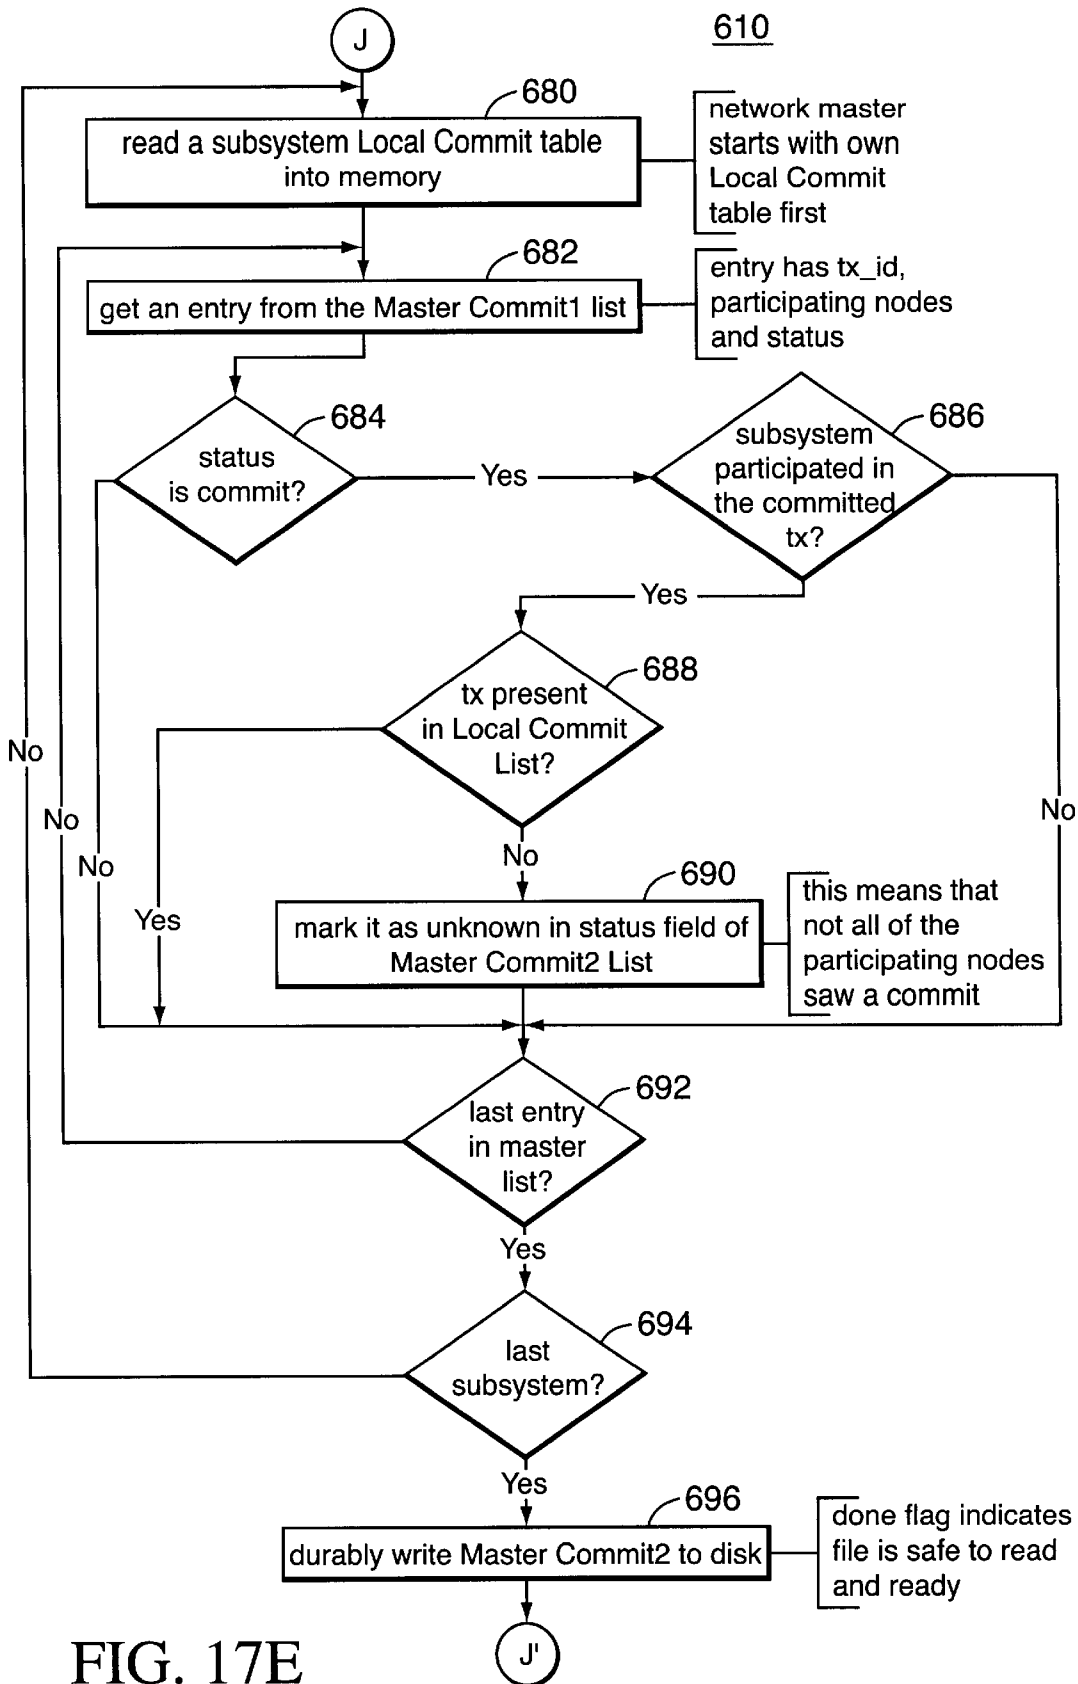 J
610
680
read a subsystem Local Commit table
into memory
network master
starts with own
Local Commit
table first
682
get an entry from the Master Commit1 list
entry has tx_id,
participating nodes
and status
684
status
is commit?
Yes
686
subsystem
participated in
the committed
tx?
Yes
688
tx present
in Local Commit
List?
No
No
No
No
Yes
No
690
mark it as unknown in status field of
Master Commit2 List
this means that
not all of the
participating nodes
saw a commit
692
last entry
in master
list?
Yes
694
last
subsystem?
Yes
696
durably write Master Commit2 to disk
done flag indicates
file is safe to read
and ready
J'
FIG. 17E